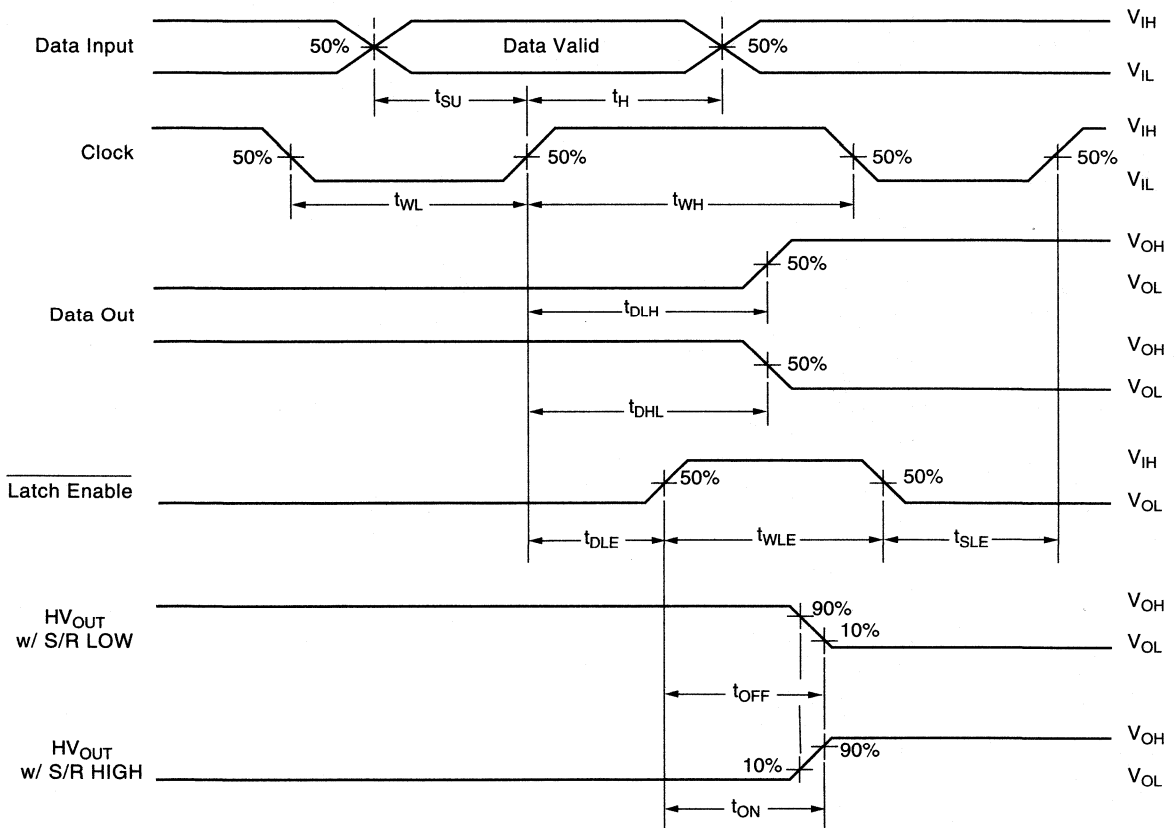 V_IH
Data Input 50% Data Valid 50%
V_IL
t_SU t_H
V_IH
Clock 50% 50% 50% 50%
V_IL
t_WL t_WH
V_OH
50%
V_OL
Data Out
t_DLH
V_OH
50%
V_OL
t_DHL
V_IH
Latch Enable 50% 50%
V_OL
t_DLE t_WLE t_SLE
HV_OUT 90% V_OH
w/ S/R LOW 10% V_OL
t_OFF
V_OH
HV_OUT 90%
w/ S/R HIGH 10% V_OL
t_ON